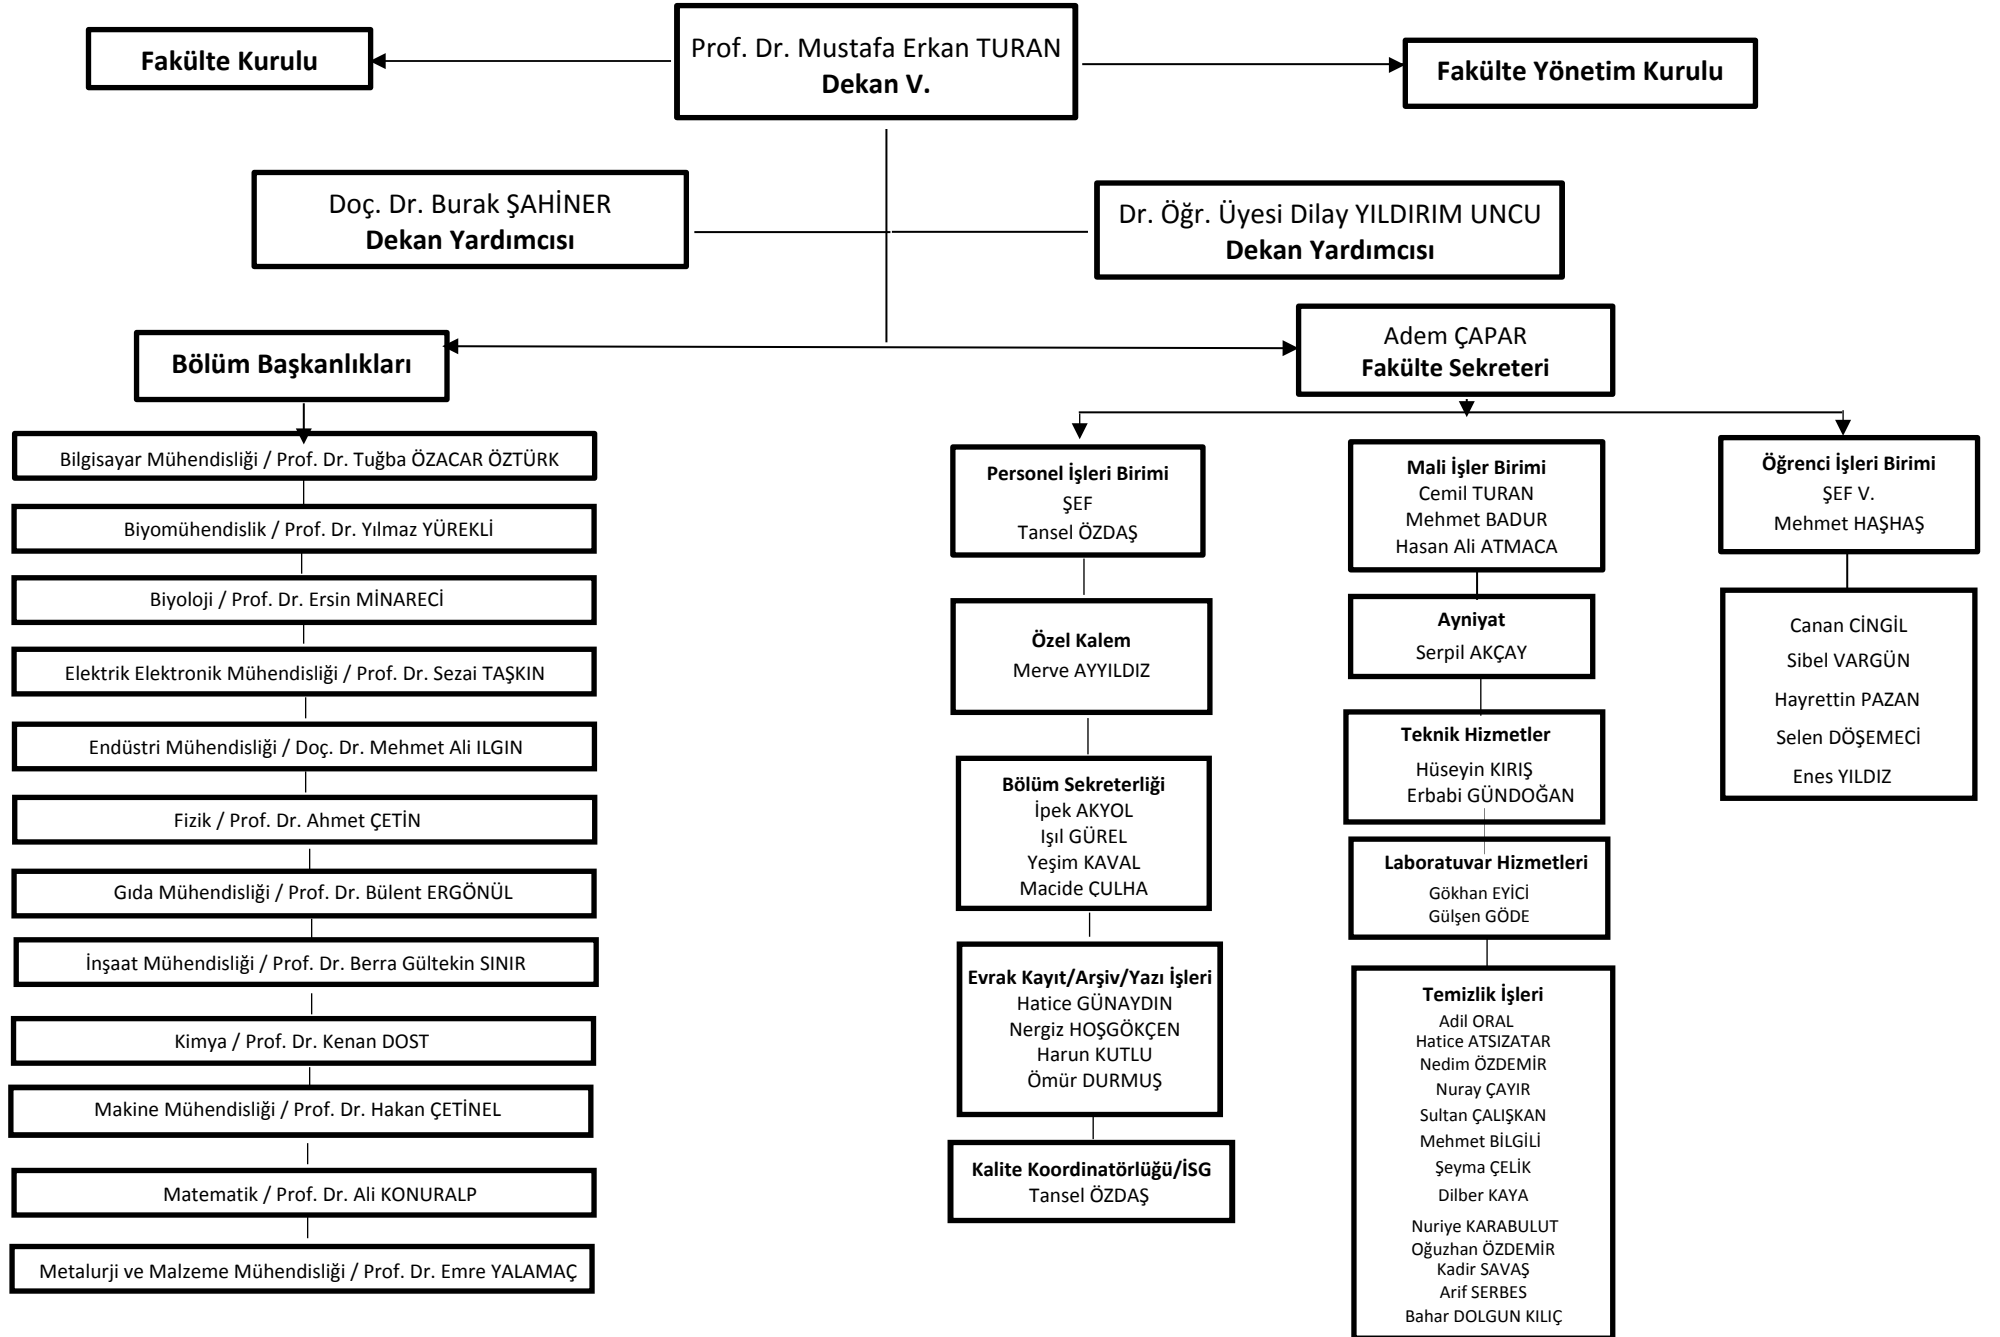 Fakülte Kurulu
Prof. Dr. Mustafa Erkan TURAN
Dekan V.
Fakülte Yönetim Kurulu
Doç. Dr. Burak ŞAHİNER
Dekan Yardımcısı
Dr. Öğr. Üyesi Dilay YILDIRIM UNCU
Dekan Yardımcısı
Bölüm Başkanlıkları
Adem ÇAPAR
Fakülte Sekreteri
Bilgisayar Mühendisliği / Prof. Dr. Tuğba ÖZACAR ÖZTÜRK
Biyomühendislik / Prof. Dr. Yılmaz YÜREKLİ
Biyoloji / Prof. Dr. Ersin MİNARECİ
Elektrik Elektronik Mühendisliği / Prof. Dr. Sezai TAŞKIN
Endüstri Mühendisliği / Doç. Dr. Mehmet Ali ILGIN
Fizik / Prof. Dr. Ahmet ÇETİN
Gıda Mühendisliği / Prof. Dr. Bülent ERGÖNÜL
İnşaat Mühendisliği / Prof. Dr. Berra Gültekin SINIR
Kimya / Prof. Dr. Kenan DOST
Makine Mühendisliği / Prof. Dr. Hakan ÇETİNEL
Matematik / Prof. Dr. Ali KONURALP
Metalurji ve Malzeme Mühendisliği / Prof. Dr. Emre YALAMAÇ
Personel İşleri Birimi
ŞEF
Tansel ÖZDAŞ
Özel Kalem
Merve AYYILDIZ
Bölüm Sekreterliği
İpek AKYOL
Işıl GÜREL
Yeşim KAVAL
Macide ÇULHA
Evrak Kayıt/Arşiv/Yazı İşleri
Hatice GÜNAYDIN
Nergiz HOŞGÖKÇEN
Harun KUTLU
Ömür DURMUŞ
Kalite Koordinatörlüğü/İSG
Tansel ÖZDAŞ
Mali İşler Birimi
Cemil TURAN
Mehmet BADUR
Hasan Ali ATMACA
Ayniyat
Serpil AKÇAY
Teknik Hizmetler
Hüseyin KIRIŞ
Erbabi GÜNDOĞAN
Laboratuvar Hizmetleri
Gökhan EYİCİ
Gülşen GÖDE
Temizlik İşleri
Adil ORAL
Hatice ATSIZATAR
Nedim ÖZDEMİR
Nuray ÇAYIR
Sultan ÇALIŞKAN
Mehmet BİLGİLİ
Şeyma ÇELİK
Dilber KAYA
Nuriye KARABULUT
Oğuzhan ÖZDEMİR
Kadir SAVAŞ
Arif SERBES
Bahar DOLGUN KILIÇ
Öğrenci İşleri Birimi
ŞEF V.
Mehmet HAŞHAŞ
Canan CİNGİL
Sibel VARGÜN
Hayrettin PAZAN
Selen DÖŞEMECİ
Enes YILDIZ